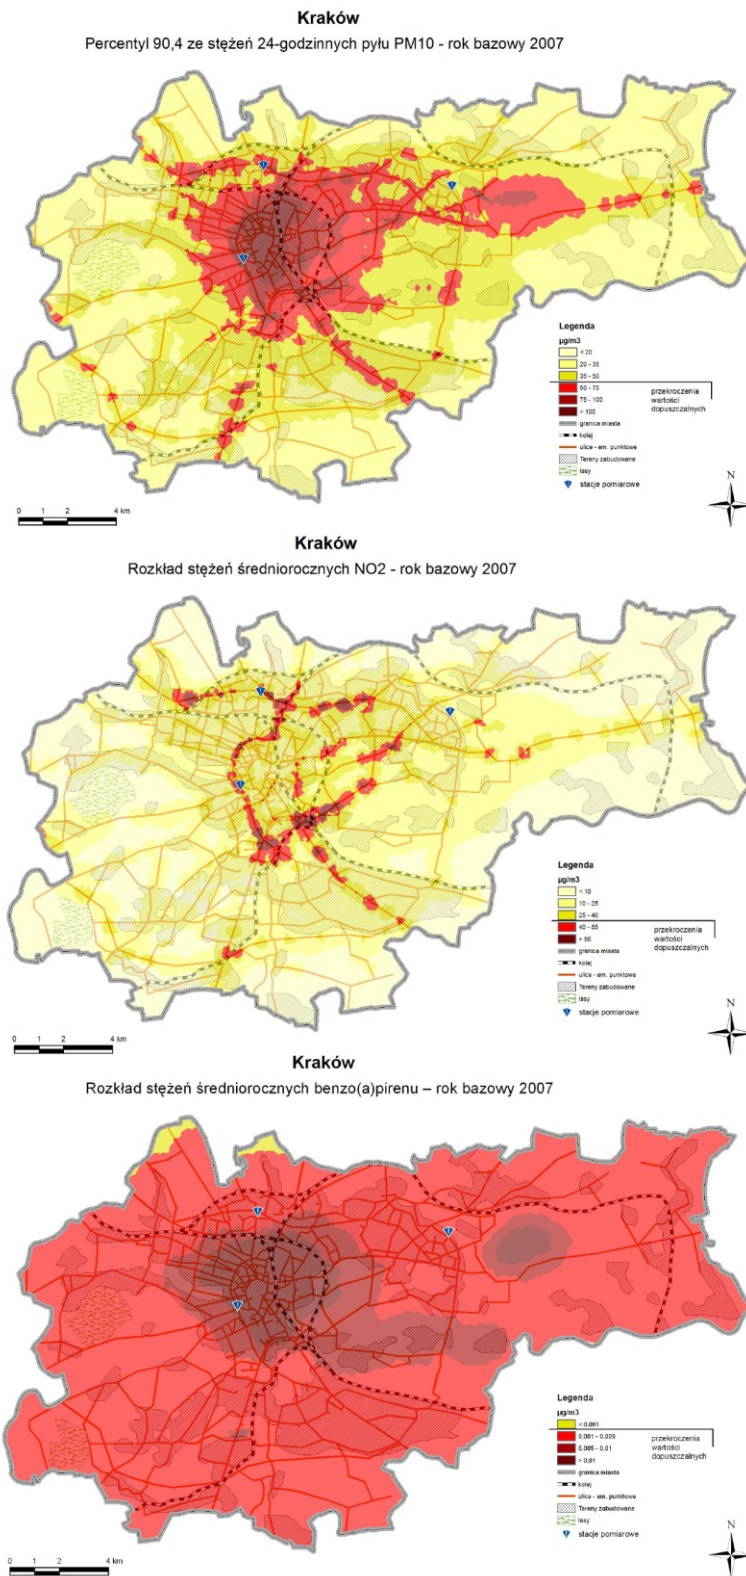 Kraków
Percentyl 90,4 ze stężeń 24-godzinnych pyłu PM10 - rok bazowy 2007
Legenda
µg/m3
< 20
20 - 35
35 - 50
50 - 75
75 - 100
> 100
przekroczenia
wartości
dopuszczalnych
granica miasta
kolej
ulice - em. punktowe
Tereny zabudowane
lasy
stacje pomiarowe
N
0 1 2 4 km
Kraków
Rozkład stężeń średniorocznych NO2 - rok bazowy 2007
Legenda
µg/m3
< 10
10 - 25
25 - 40
40 - 55
> 55
przekroczenia
wartości
dopuszczalnych
granica miasta
kolej
ulice - em. punktowe
Tereny zabudowane
lasy
stacje pomiarowe
N
0 1 2 4 km
Kraków
Rozkład stężeń średniorocznych benzo(a)pirenu – rok bazowy 2007
Legenda
µg/m3
< 0,001
0,001 - 0,005
0,005 - 0,01
> 0,01
przekroczenia
wartości
dopuszczalnych
granica miasta
kolej
ulice - em. punktowe
Tereny zabudowane
lasy
stacje pomiarowe
N
0 1 2 4 km